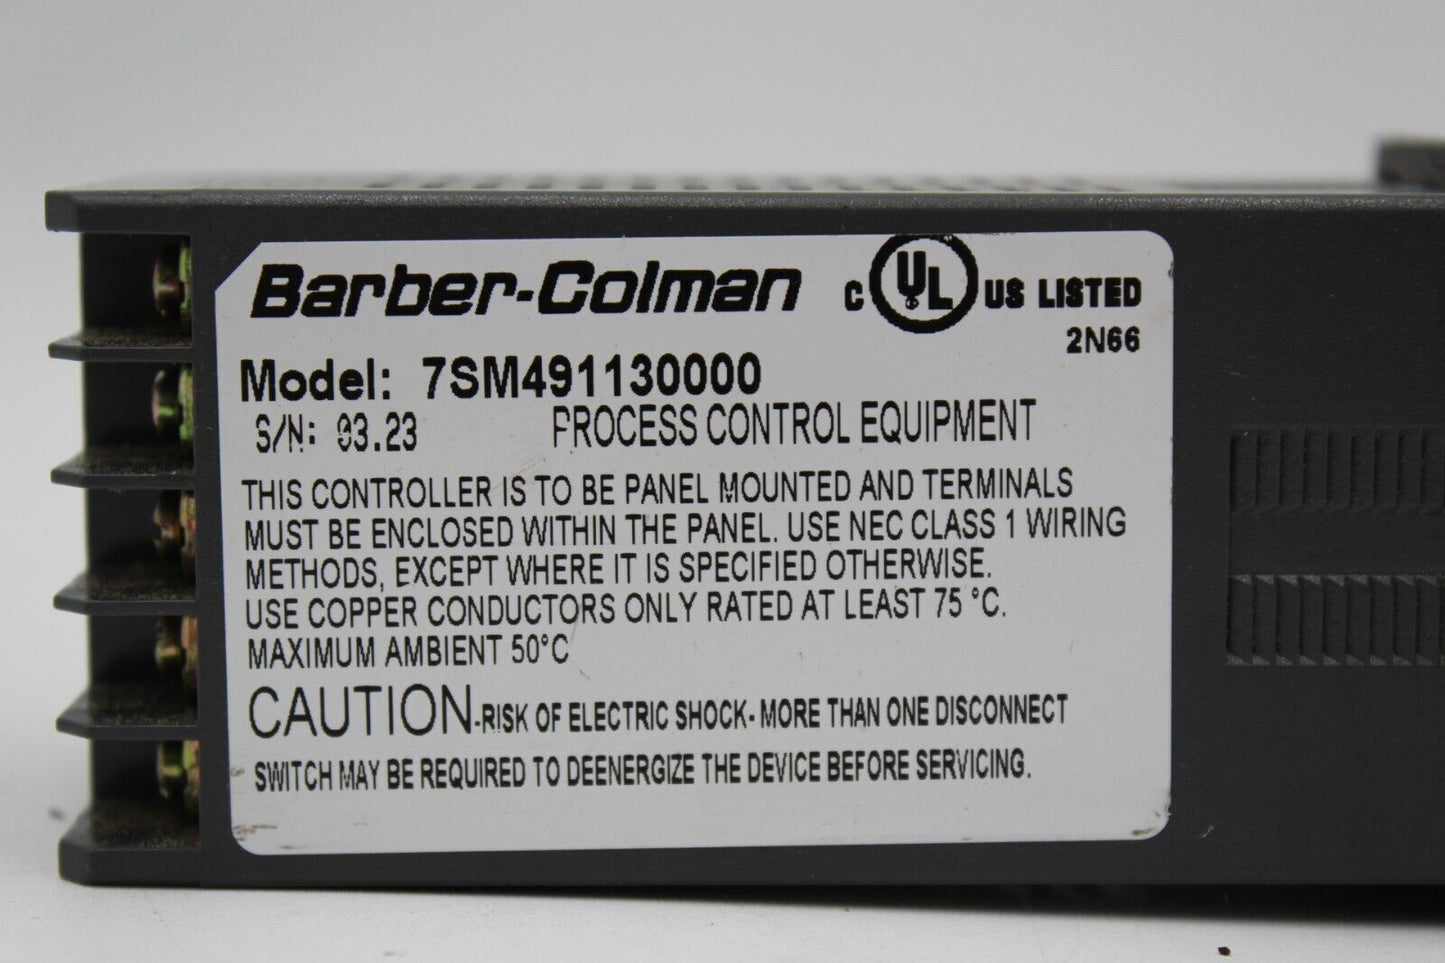 Barber-Colman
C UL US LISTED
2N66
Model: 7SM491130000
S/N: 03.23 PROCESS CONTROL EQUIPMENT
THIS CONTROLLER IS TO BE PANEL MOUNTED AND TERMINALS
MUST BE ENCLOSED WITHIN THE PANEL. USE NEC CLASS 1 WIRING
METHODS, EXCEPT WHERE IT IS SPECIFIED OTHERWISE.
USE COPPER CONDUCTORS ONLY RATED AT LEAST 75 °C.
MAXIMUM AMBIENT 50°C
CAUTION-RISK OF ELECTRIC SHOCK- MORE THAN ONE DISCONNECT
SWITCH MAY BE REQUIRED TO DEENERGIZE THE DEVICE BEFORE SERVICING.